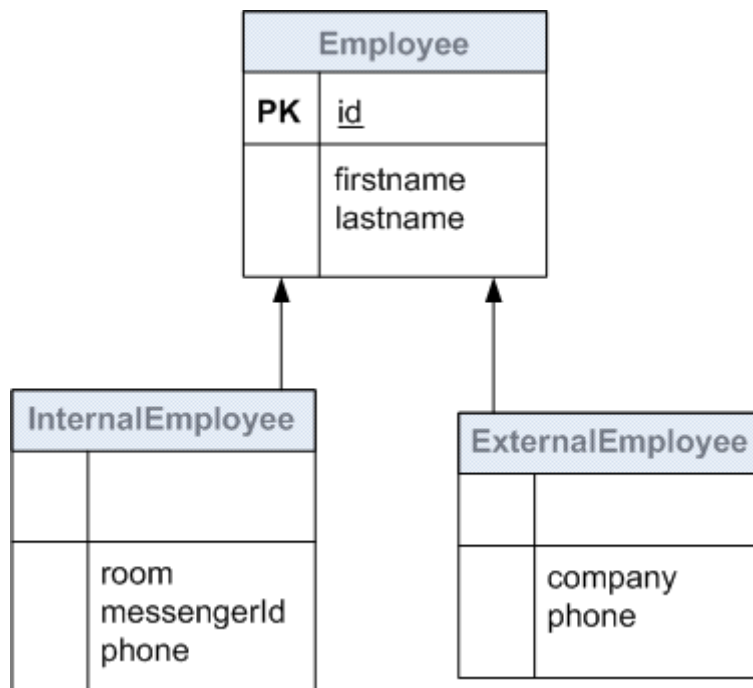 Employee
PK id
firstname
lastname
InternalEmployee
room
messengerId
phone
ExternalEmployee
company
phone